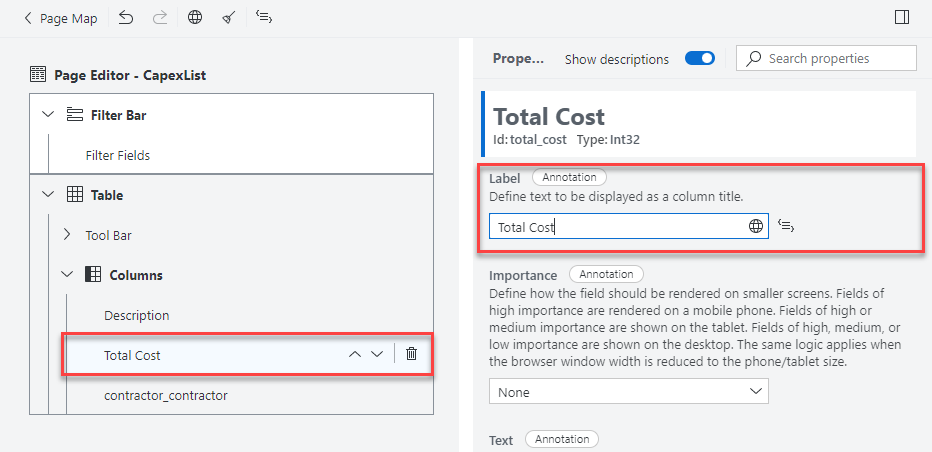 Page Map
Page Editor - CapexList
Filter Bar
Filter Fields
Table
Tool Bar
Columns
Description
Total Cost
contractor_contractor
Prope... Show descriptions Search properties
Total Cost
Id: total_cost Type: Int32
Label Annotation
Define text to be displayed as a column title.
Total Cost
Importance Annotation
Define how the field should be rendered on smaller screens. Fields of
high importance are rendered on a mobile phone. Fields of high or
medium importance are shown on the tablet. Fields of high, medium, or
low importance are shown on the desktop. The same logic applies when
the browser window width is reduced to the phone/tablet size.
None
Text Annotation